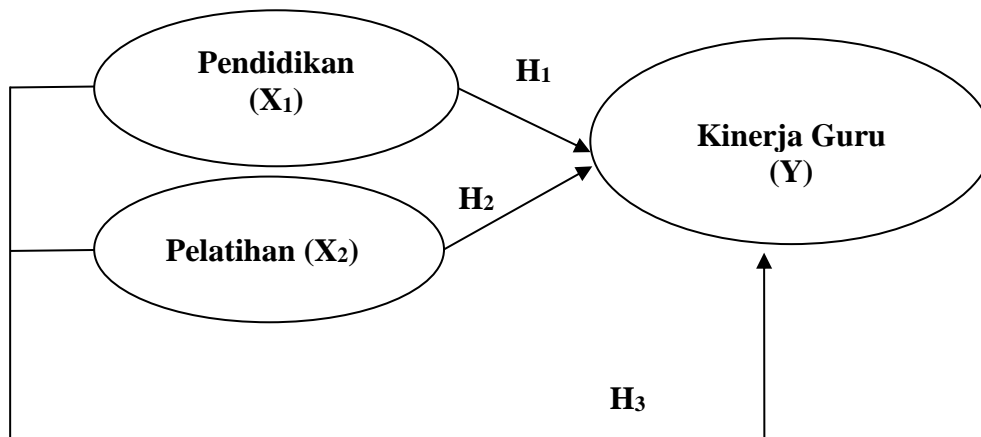 Pendidikan
(X₁)
H₁
Kinerja Guru
(Y)
H₂
Pelatihan (X₂)
H₃